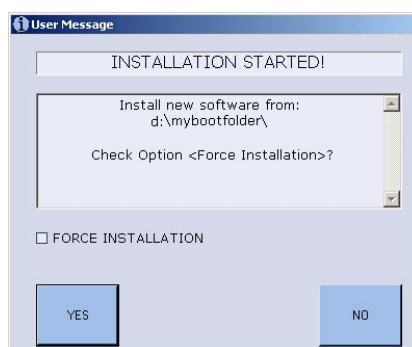 User Message
INSTALLATION STARTED!
Install new software from:
d:\mybootfolder\
Check Option <Force Installation>?
FORCE INSTALLATION
YES
NO